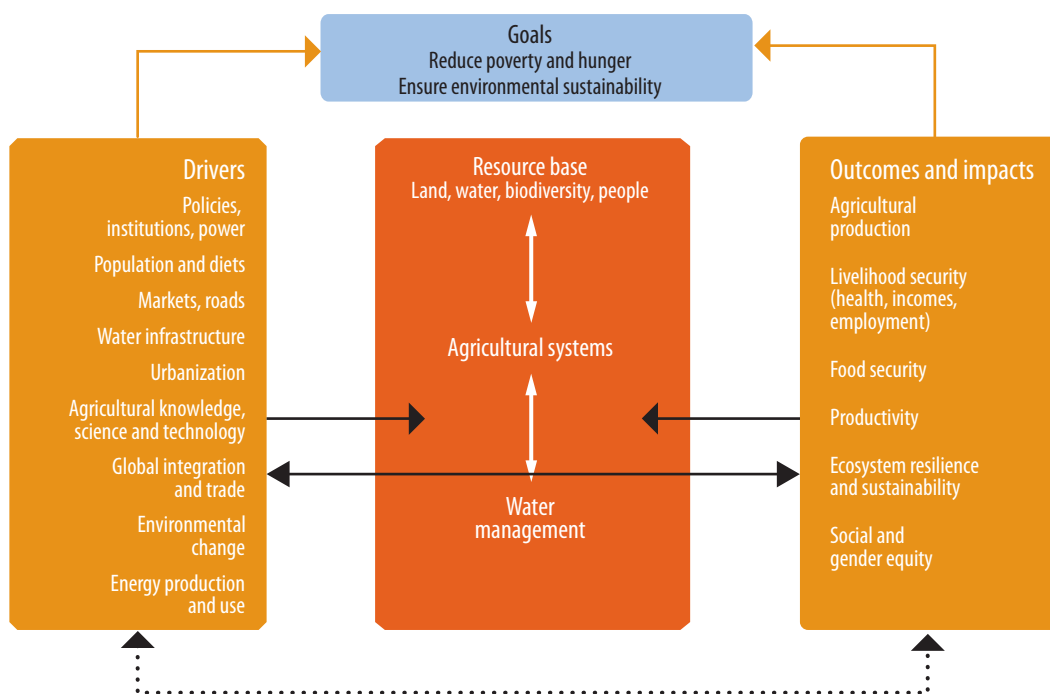 Goals
Reduce poverty and hunger
Ensure environmental sustainability
Drivers
Policies,
institutions, power
Population and diets
Markets, roads
Water infrastructure
Urbanization
Agricultural knowledge,
science and technology
Global integration
and trade
Environmental
change
Energy production
and use
Resource base
Land, water, biodiversity, people
Agricultural systems
Water
management
Outcomes and impacts
Agricultural
production
Livelihood security
(health, incomes,
employment)
Food security
Productivity
Ecosystem resilience
and sustainability
Social and
gender equity